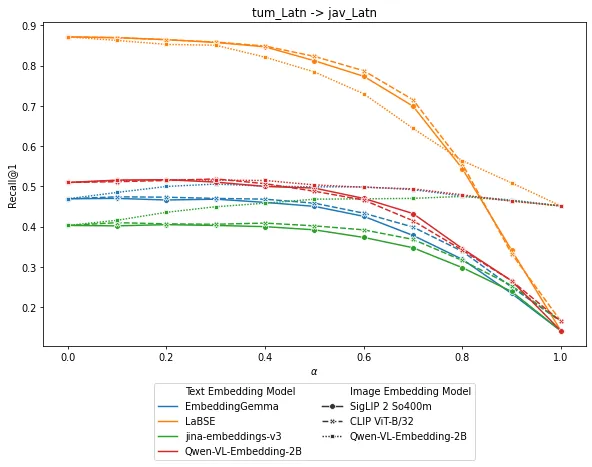 tum_Latn -> jav_Latn
Recall@1
0.9
0.8
0.7
0.6
0.5
0.4
0.3
0.2
0.0 0.2 0.4 0.6 0.8 1.0
α
Text Embedding Model Image Embedding Model
EmbeddingGemma SigLIP 2 So400m
LaBSE CLIP ViT-B/32
jina-embeddings-v3 Qwen-VL-Embedding-2B
Qwen-VL-Embedding-2B